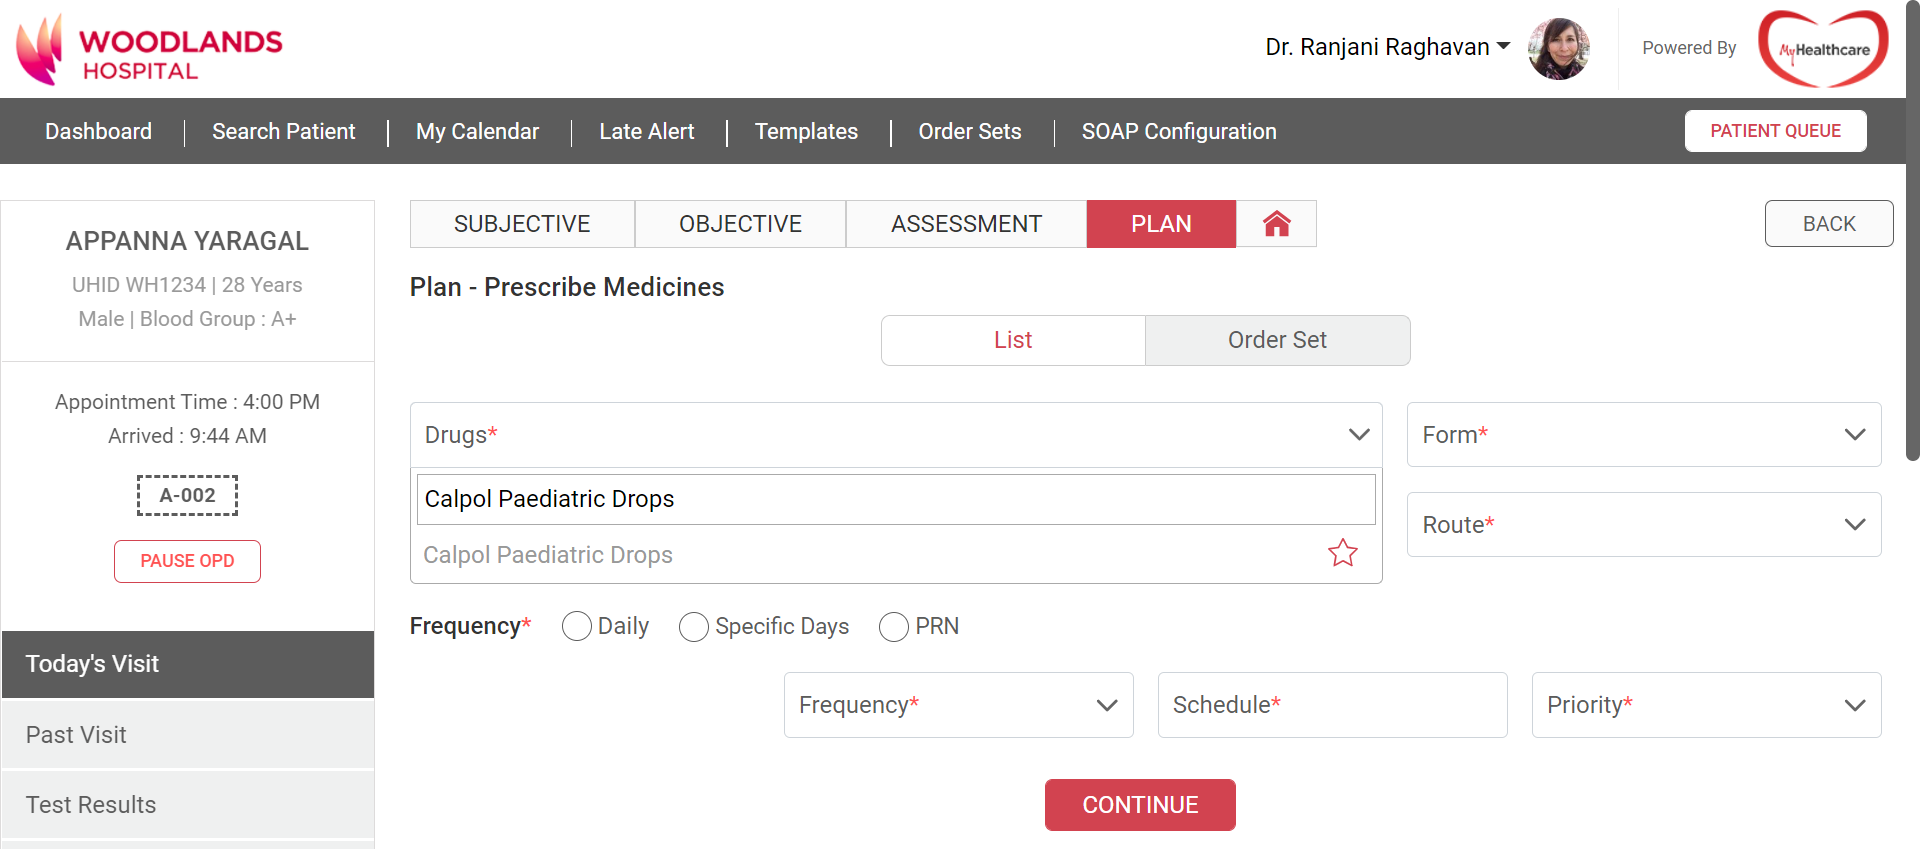 WOODLANDS
HOSPITAL
Dr. Ranjani Raghavan
Powered By
MyHealthcare
Dashboard
Search Patient
My Calendar
Late Alert
Templates
Order Sets
SOAP Configuration
PATIENT QUEUE
APPANNA YARAGAL
UHID WH1234 | 28 Years
Male | Blood Group : A+
Appointment Time : 4:00 PM
Arrived : 9:44 AM
A-002
PAUSE OPD
Today's Visit
Past Visit
Test Results
SUBJECTIVE
OBJECTIVE
ASSESSMENT
PLAN
BACK
Plan - Prescribe Medicines
List
Order Set
Drugs*
Calpol Paediatric Drops
Calpol Paediatric Drops
Form*
Route*
Frequency*
Daily
Specific Days
PRN
Frequency*
Schedule*
Priority*
CONTINUE